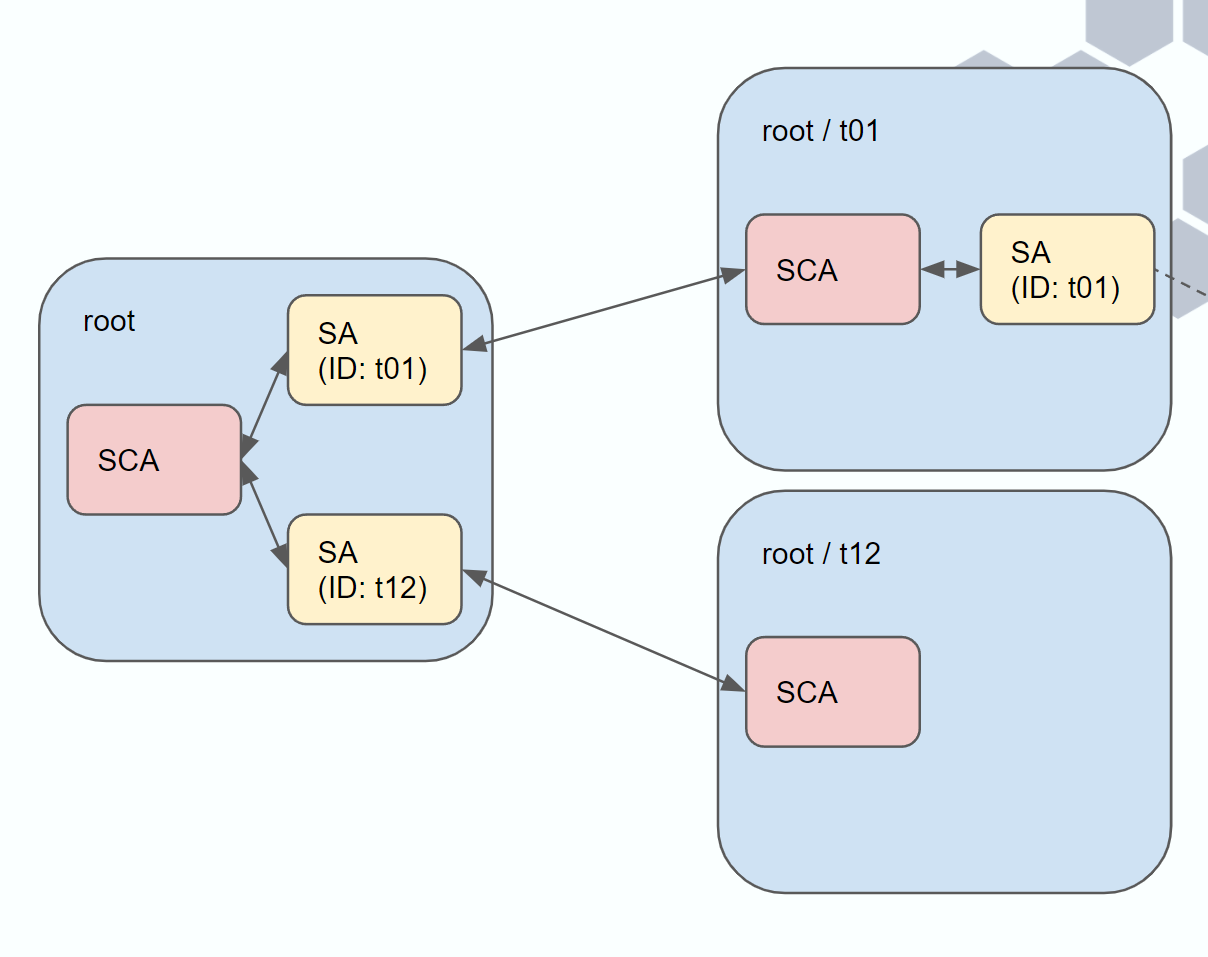 root
SCA
SA
(ID: t01)
SA
(ID: t12)
root / t01
SCA
SA
(ID: t01)
root / t12
SCA